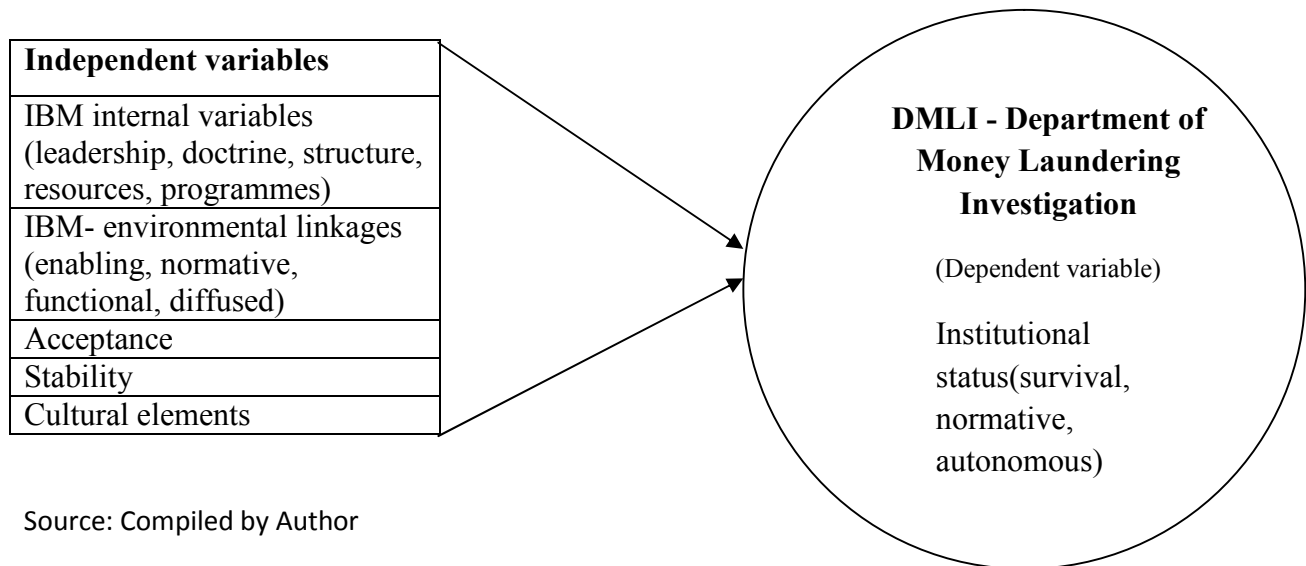 Independent variables
IBM internal variables
(leadership, doctrine, structure,
resources, programmes)
IBM- environmental linkages
(enabling, normative,
functional, diffused)
Acceptance
Stability
Cultural elements
DMLI - Department of
Money Laundering
Investigation
(Dependent variable)
Institutional
status(survival,
normative,
autonomous)
Source: Compiled by Author